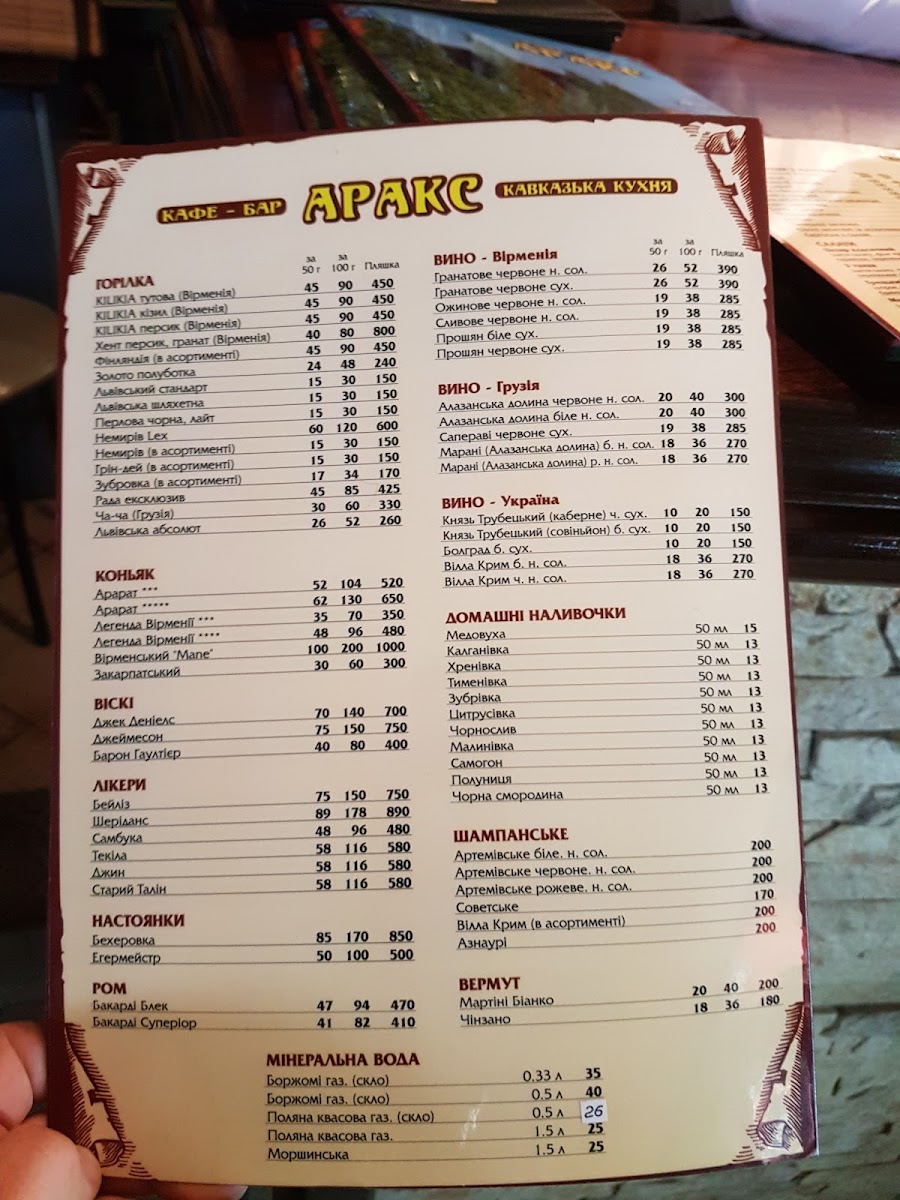 АРАКС
КАФЕ - БАР АРАКС КАВКАЗЬКА КУХНЯ
за 50 г за 100 г Пляшка
ГОРІЛКА
KILIKIA тутова (Вірменія) 45 90 450
KILIKIA кізил (Вірменія) 45 90 450
KILIKIA персик (Вірменія) 45 90 450
Хент персик, гранат (Вірменія) 40 80 800
Фінляндія (в асортименті) 45 90 450
Золото полуботка 24 48 240
Львівський стандарт 15 30 150
Львівська шляхетна 15 30 150
Перлова чорна, лайт 15 30 150
Немирів Lex 60 120 600
Немирів (в асортименті) 15 30 150
Грін-дей (в асортименті) 15 30 150
Зубровка (в асортименті) 17 34 170
Рада ексклюзив 45 85 425
Ча-ча (Грузія) 30 60 330
Львівська абсолют 26 52 260
КОНЬЯК
Арарат *** 52 104 520
Арарат ***** 62 130 650
Легенда Вірменії *** 35 70 350
Легенда Вірменії **** 48 96 480
Вірменський "Мане" 100 200 1000
Закарпатський 30 60 300
ВІСКІ
Джек Деніелс 70 140 700
Джеймесон 75 150 750
Барон Гаултієр 40 80 400
ЛІКЕРИ
Бейліз 75 150 750
Шеріданс 89 178 890
Самбука 48 96 480
Текіла 58 116 580
Джин 58 116 580
Старий Талін 58 116 580
НАСТОЯНКИ
Бехеровка 85 170 850
Егермейстр 50 100 500
РОМ
Бакарді Блек 47 94 470
Бакарді Суперіор 41 82 410
за 50 г за 100 г Пляшка
ВИНО - Вірменія
Гранатове червоне н. сол. 26 52 390
Гранатове червоне сух. 26 52 390
Ожинове червоне н. сол. 19 38 285
Сливове червоне н. сол. 19 38 285
Прошян біле сух. 19 38 285
Прошян червоне сух. 19 38 285
ВИНО - Грузія
Алазанська долина червоне н. сол. 20 40 300
Алазанська долина біле н. сол. 20 40 300
Сапераві червоне сух. 19 38 285
Марані (Алазанська долина) б. н. сол. 18 36 270
Марані (Алазанська долина) р. н. сол. 18 36 270
ВИНО - Україна
Князь Трубецький (каберне) ч. сух. 10 20 150
Князь Трубецький (совіньйон) б. сух. 10 20 150
Болград б. сух. 10 20 150
Вілла Крим б. н. сол. 18 36 270
Вілла Крим ч. н. сол. 18 36 270
ДОМАШНІ НАЛИВОЧКИ
Медовуха 50 мл 15
Калганівка 50 мл 13
Хренівка 50 мл 13
Тименівка 50 мл 13
Зубрівка 50 мл 13
Цитрусівка 50 мл 13
Чорнослив 50 мл 13
Малинівка 50 мл 13
Самогон 50 мл 13
Полуниця 50 мл 13
Чорна смородина 50 мл 13
ШАМПАНСЬКЕ
Артемівське біле. н. сол. 200
Артемівське червоне. н. сол. 200
Артемівське рожеве. н. сол. 200
Советське 170
Вілла Крим (в асортименті) 200
Азнаурі 200
ВЕРМУТ
Мартіні Біанко 20 40 200
Чінзано 18 36 180
МІНЕРАЛЬНА ВОДА
Боржомі газ. (скло) 0.33 л 35
Боржомі газ. (скло) 0.5 л 40
Поляна квасова газ. (скло) 0.5 л 26
Поляна квасова газ. 1.5 л 25
Моршинська 1.5 л 25